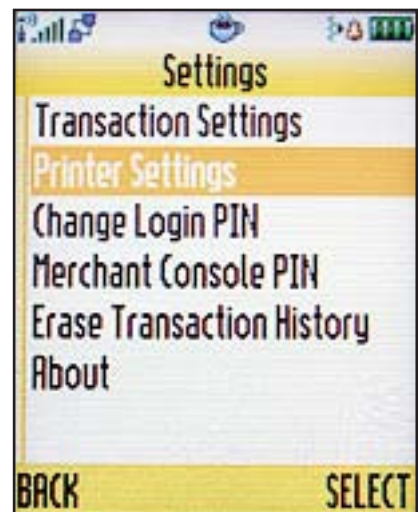 Settings
Transaction Settings
Printer Settings
Change Login PIN
Merchant Console PIN
Erase Transaction History
About
BACK SELECT